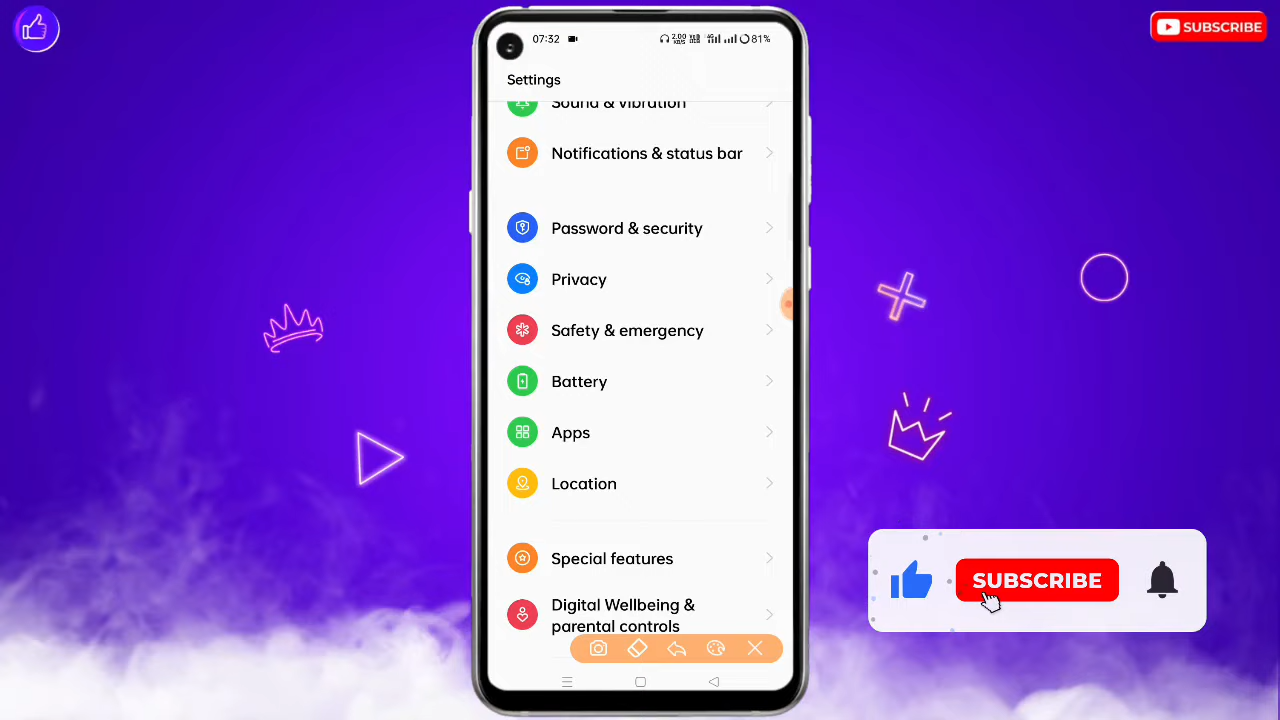 SUBSCRIBE
07:32
81%
Settings
Sound & vibration
Notifications & status bar
Password & security
Privacy
Safety & emergency
Battery
Apps
Location
Special features
Digital Wellbeing &
parental controls
SUBSCRIBE